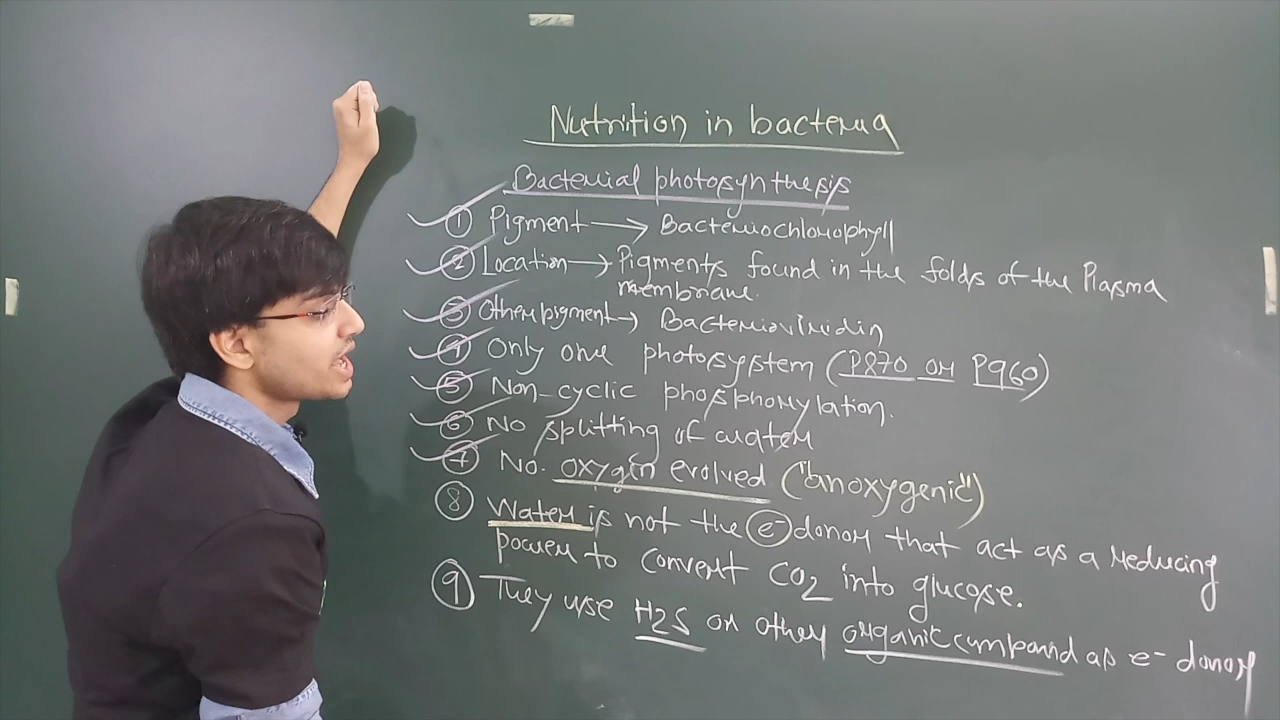 Nutrition in bacteria
Bacterial photosynthesis
① Pigment → Bacteriochlorophyll
② Location → Pigments found in the folds of the Plasma
membrane.
③ Other pigment → Bacterioviridin
④ Only one photosystem (P870 or P960)
⑤ Non-cyclic phosphorylation.
⑥ No splitting of water
⑦ No. oxygin evolved ("anoxygenic")
⑧ Water is not the e⁻ donor that act as a reducing
power to convert CO2 into glucose.
⑨ They use H2S or other organic compound as e⁻ donor